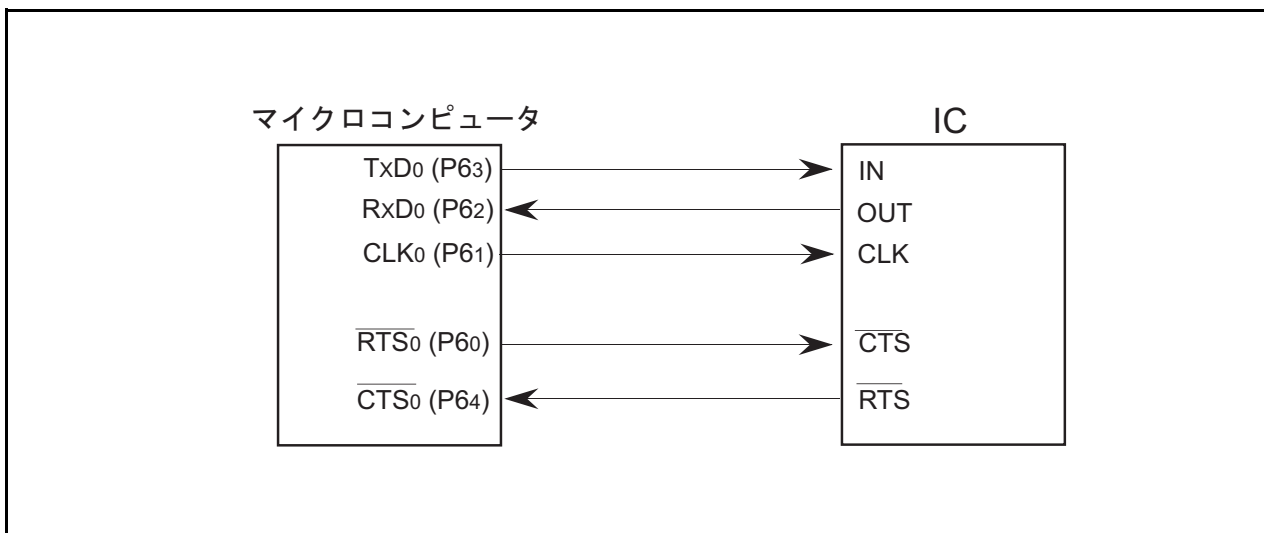 マイクロコンピュータ
IC
TxD0 (P63)
IN
RxD0 (P62)
OUT
CLK0 (P61)
CLK
RTS0 (P60)
CTS
CTS0 (P64)
RTS